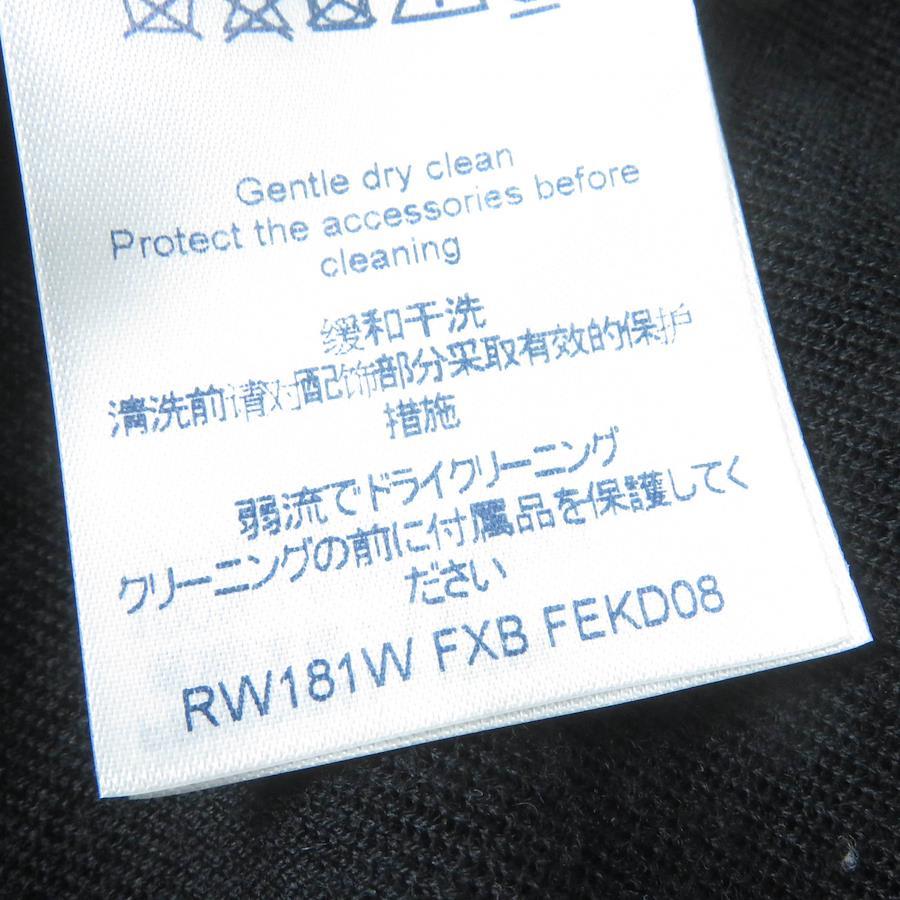 Gentle dry clean
Protect the accessories before
cleaning
缓和干洗
清洗前请对配饰部分采取有效的保护
措施
弱流でドライクリーニング
クリーニングの前に付属品を保護してく
ださい
RW181W FXB FEKD08